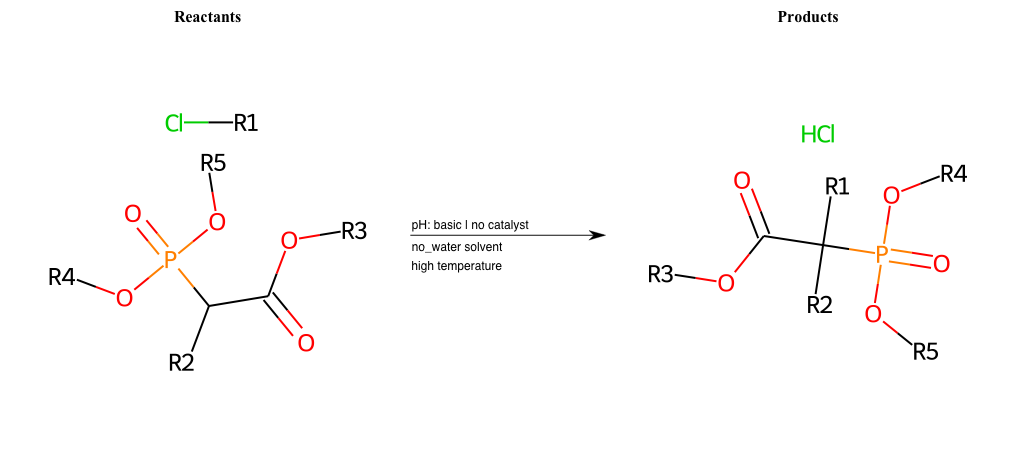 Reactants
Products
Cl R1
R5
O O
P
R4 O
O R3
O
R2
pH: basic | no catalyst
no_water solvent
high temperature
HCl
O R1 O R4
P O
R3 O R2 O
R5